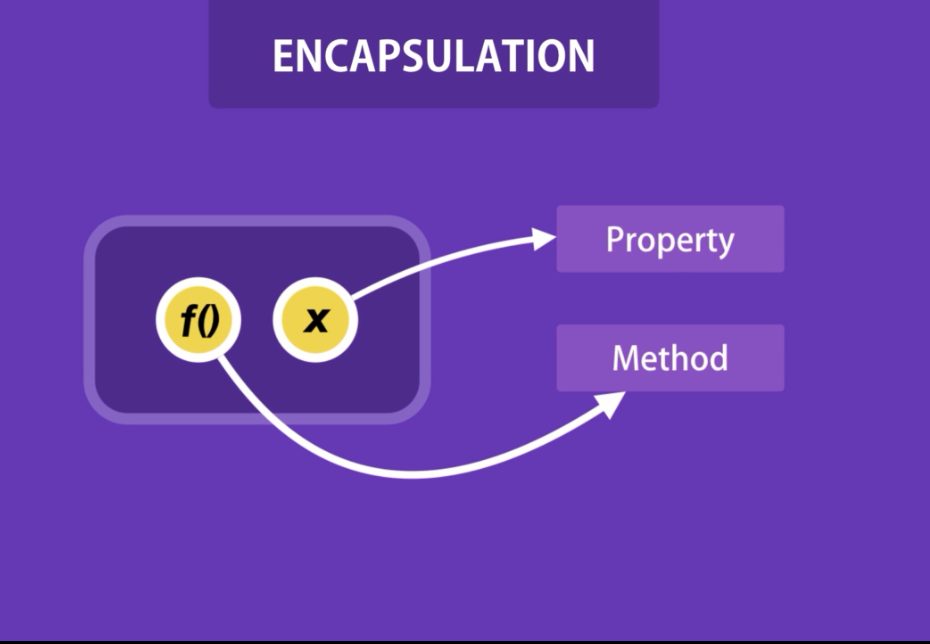 ENCAPSULATION
f()
x
Property
Method